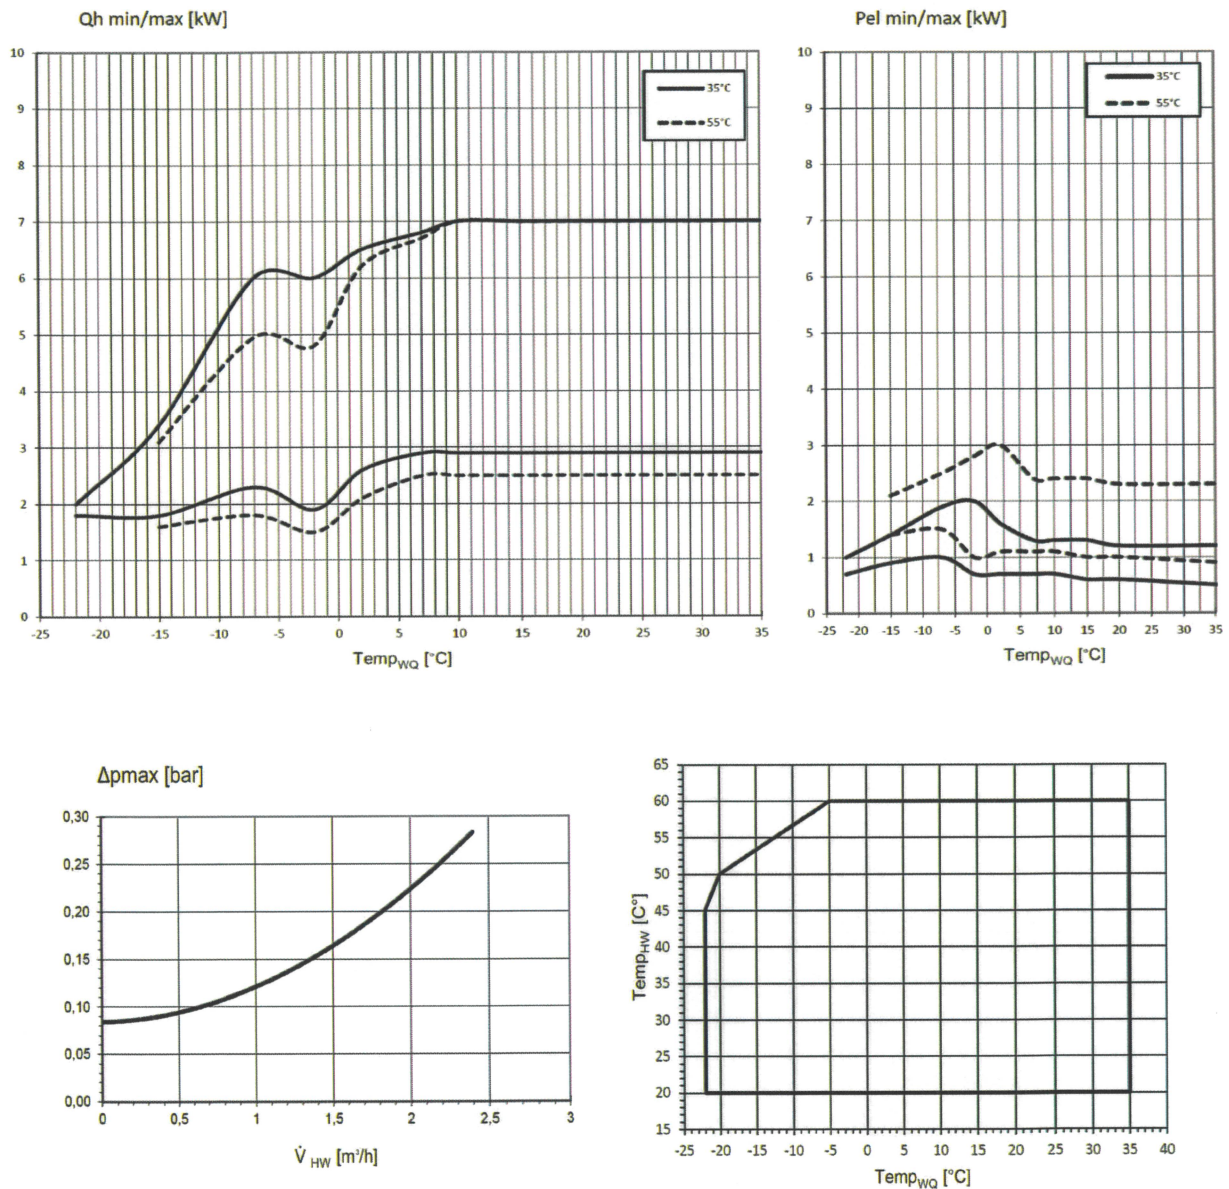 Qh min/max [kW]
10
9
8
7
6
5
4
3
2
1
0
35°C
55°C
-25 -20 -15 -10 -5 0 5 10 15 20 25 30 35
Temp_WQ [°C]
Pel min/max [kW]
10
9
8
7
6
5
4
3
2
1
0
35°C
55°C
-25 -20 -15 -10 -5 0 5 10 15 20 25 30 35
Temp_WQ [°C]
Δpmax [bar]
0,30
0,25
0,20
0,15
0,10
0,05
0,00
0 0,5 1 1,5 2 2,5 3
V̇ HW [m³/h]
Temp_HW [C°]
65
60
55
50
45
40
35
30
25
20
15
-25 -20 -15 -10 -5 0 5 10 15 20 25 30 35 40
Temp_WQ [°C]